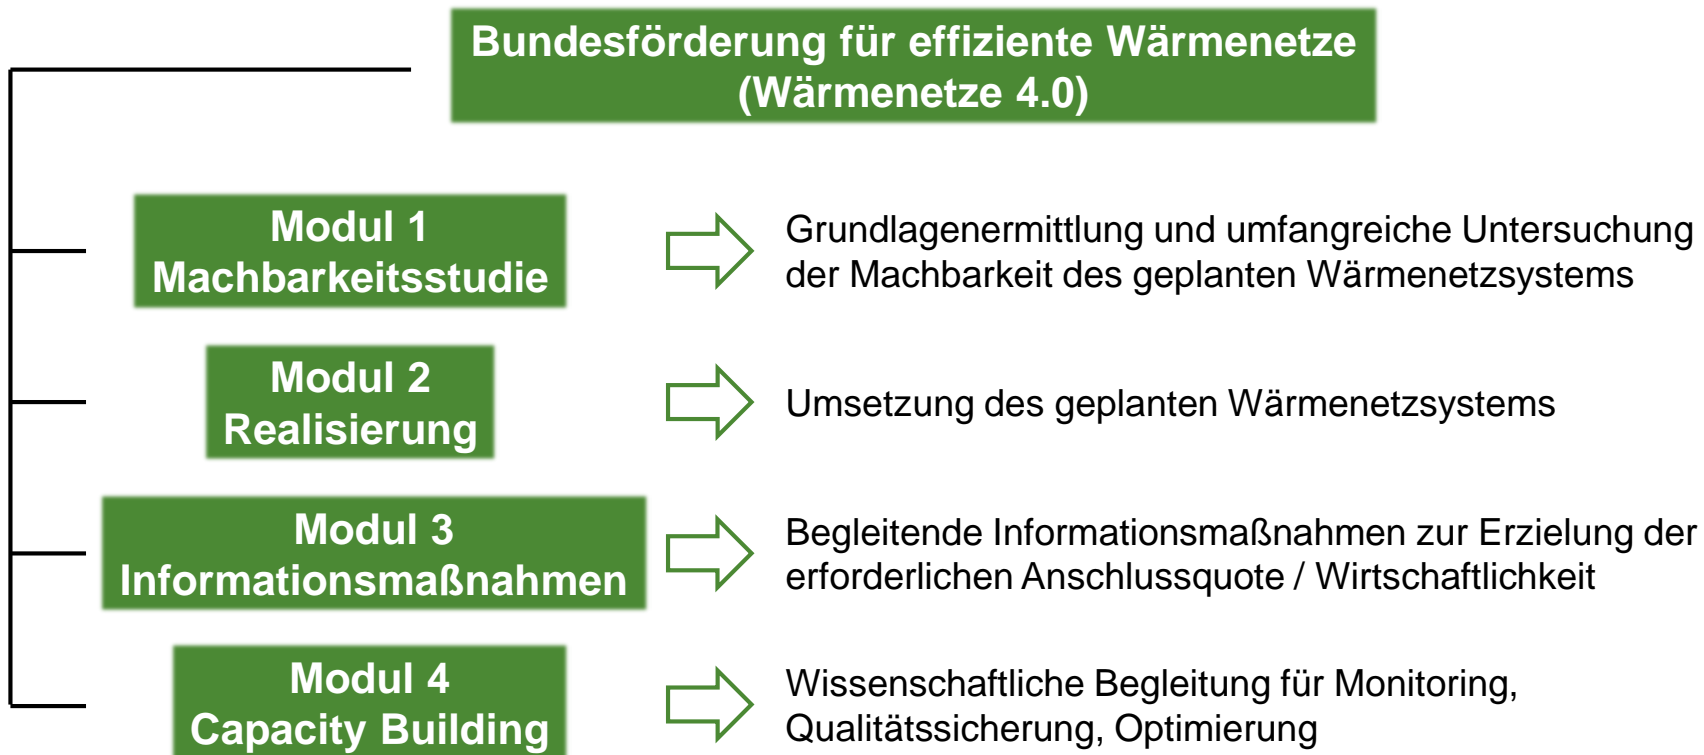 Bundesförderung für effiziente Wärmenetze
(Wärmenetze 4.0)
Modul 1
Machbarkeitsstudie
Grundlagenermittlung und umfangreiche Untersuchung
der Machbarkeit des geplanten Wärmenetzsystems
Modul 2
Realisierung
Umsetzung des geplanten Wärmenetzsystems
Modul 3
Informationsmaßnahmen
Begleitende Informationsmaßnahmen zur Erzielung der
erforderlichen Anschlussquote / Wirtschaftlichkeit
Modul 4
Capacity Building
Wissenschaftliche Begleitung für Monitoring,
Qualitätssicherung, Optimierung